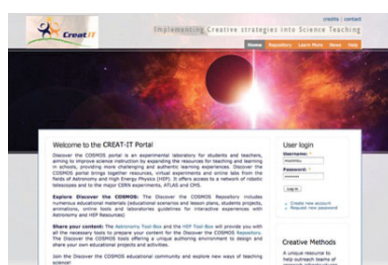 credits | contact
CreatIT
Implementing Creative strategies into Science Teaching
Home Repository Learn More News Help
Welcome to the CREAT-IT Portal
Discover the COSMOS portal is an experimental laboratory for students and teachers,
aiming to improve science instruction by expanding the resources for teaching and learning
in schools, providing more challenging and authentic learning experiences. Discover the
COSMOS portal brings together resources, virtual experiments and online labs from the
fields of Astronomy and High Energy Physics (HEP). It offers access to a network of robotic
telescopes and to the major CERN experiments, ATLAS and CMS.
Explore Discover the COSMOS: The Discover the COSMOS Repository includes
numerous educational materials (educational scenarios and lesson plans, students projects,
animations, online tools and laboratories guidelines for interactive experiences with
Astronomy and HEP Resources)
Share your content: The Astronomy Tool-Box and the HEP Tool-Box will provide you with
all the necessary tools to prepare your content for the Discover the COSMOS Repository.
The Discover the COSMOS tools offering a unique authoring environment to design and
share your own educational projects and activities.
Join the Discover the COSMOS educational community and explore new ways of teaching
science!
User login
Username: *
Password: *
Log in
Create new account
Request new password
Creative Methods
A unique resource to
help outreach teams of